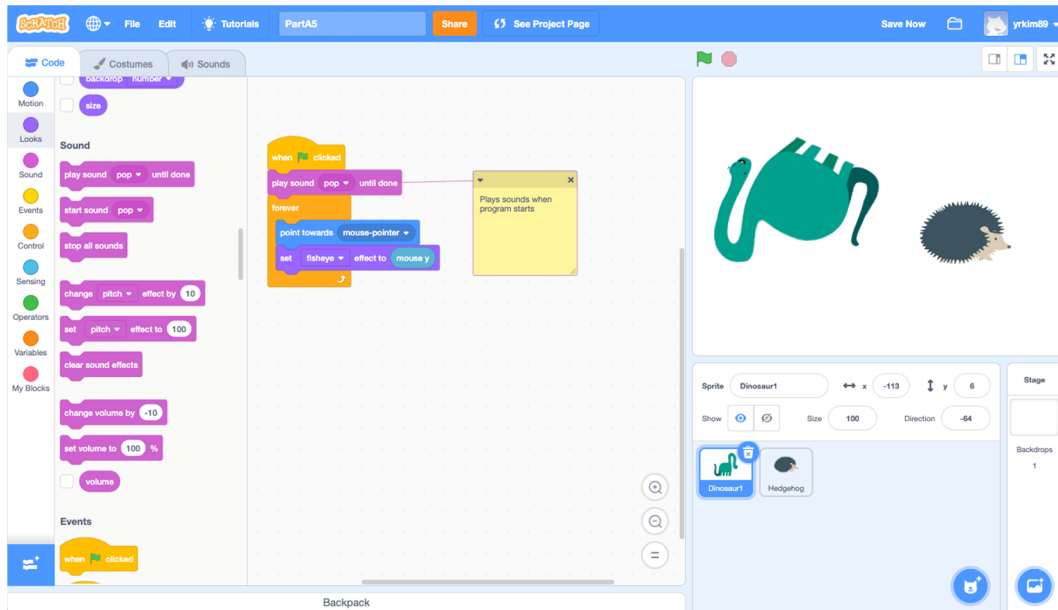 SCRATCH
File
Edit
Tutorials
PartA5
Share
See Project Page
Save Now
yrkim89
Code
Costumes
Sounds
Motion
Looks
Sound
Events
Control
Sensing
Operators
Variables
My Blocks
backdrop number
size
Sound
play sound pop until done
start sound pop
stop all sounds
change pitch effect by 10
set pitch effect to 100
clear sound effects
change volume by -10
set volume to 100 %
volume
Events
when clicked
when clicked
play sound pop until done
forever
point towards mouse-pointer
set fisheye effect to mouse y
Plays sounds when
program starts
Backpack
Sprite Dinosaur1 x -113 y 6
Show Size 100 Direction -64
Dinosaur1
Hedgehog
Stage
Backdrops
1